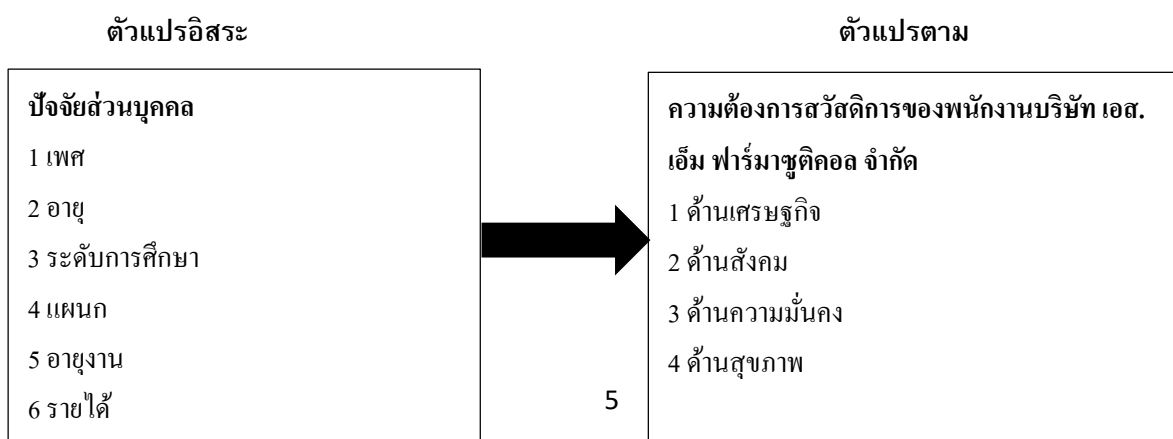 ตัวแปรอิสระ
ปัจจัยส่วนบุคคล
1 เพศ
2 อายุ
3 ระดับการศึกษา
4 แผนก
5 อายุงาน
6 รายได้
ตัวแปรตาม
ความต้องการสวัสดิการของพนักงานบริษัท เอส.
เอ็ม ฟาร์มาซูติคอล จำกัด
1 ด้านเศรษฐกิจ
2 ด้านสังคม
3 ด้านความมั่นคง
4 ด้านสุขภาพ
5